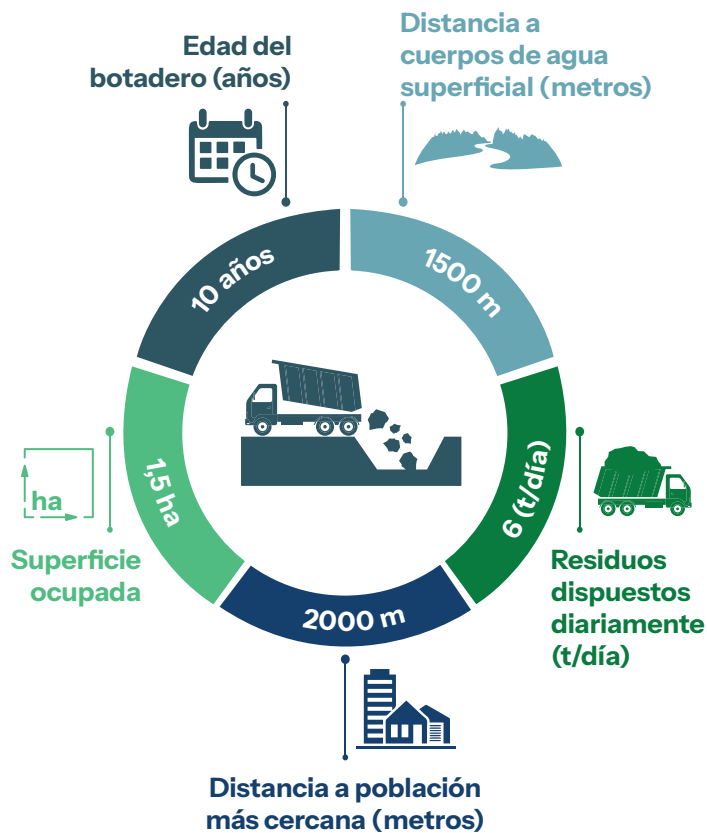 Edad del
botadero (años)
Distancia a
cuerpos de agua
superficial (metros)
10 años
1500 m
1,5 ha
6 (t/día)
2000 m
ha
Superficie
ocupada
Residuos
dispuestos
diariamente
(t/día)
Distancia a población
más cercana (metros)